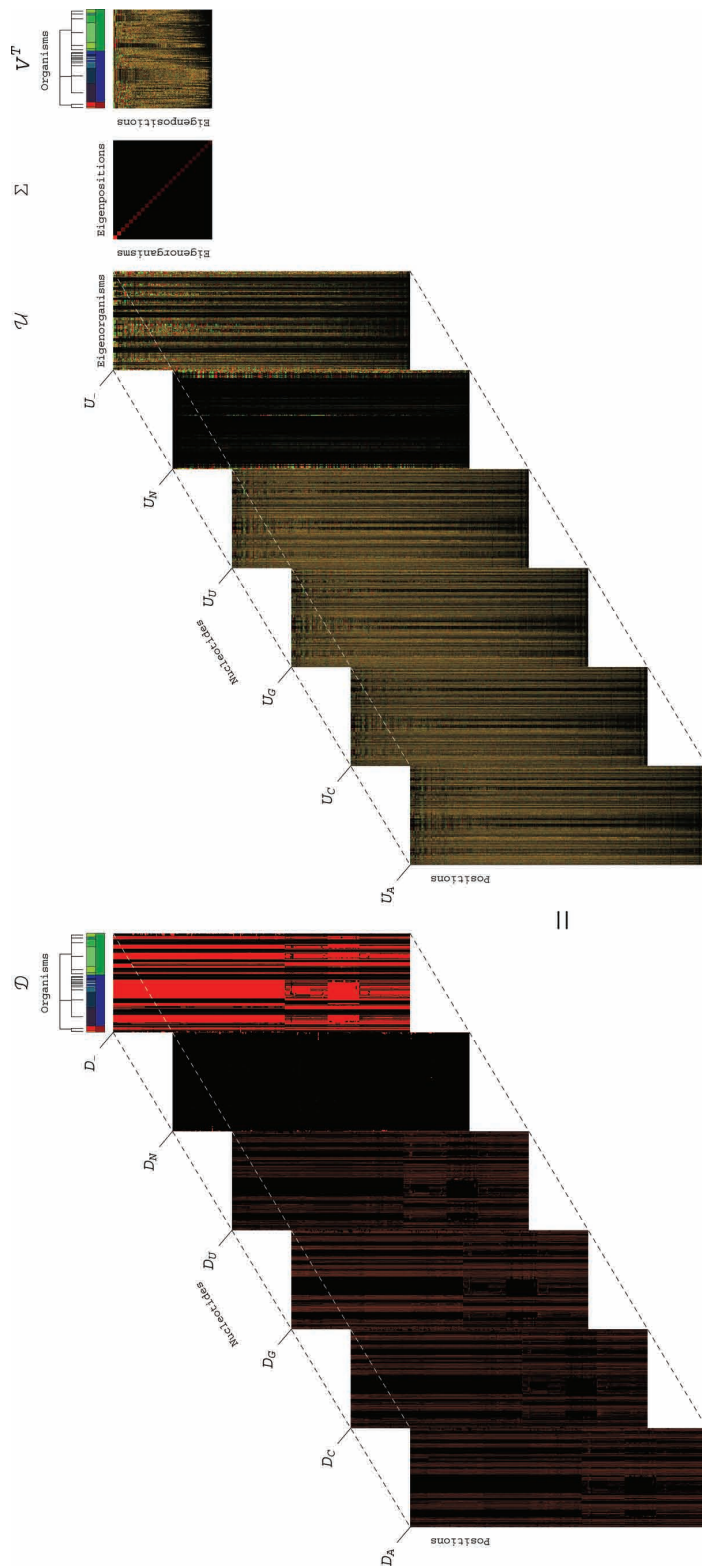 𝒟
Organisms
D_
D_N
D_U
Nucleotides
D_G
D_C
D_A
Positions
=
𝒰
Eigenorganisms
U_
U_N
U_U
Nucleotides
U_G
U_C
U_A
Positions
Σ
Eigenpositions
Eigenorganisms
V^T
Organisms
Eigenpositions